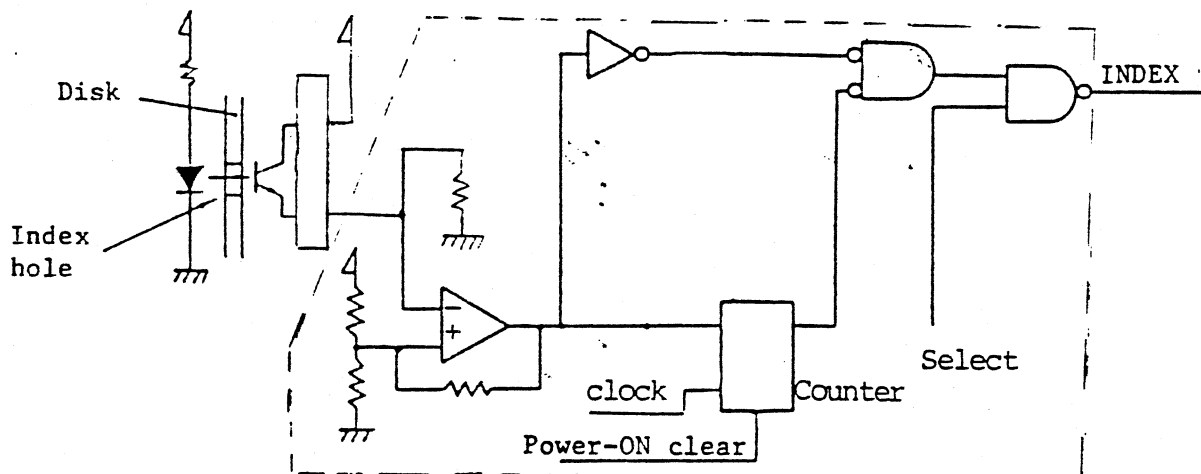 Disk
Index
hole
INDEX
−
+
Select
clock
Counter
Power-ON clear